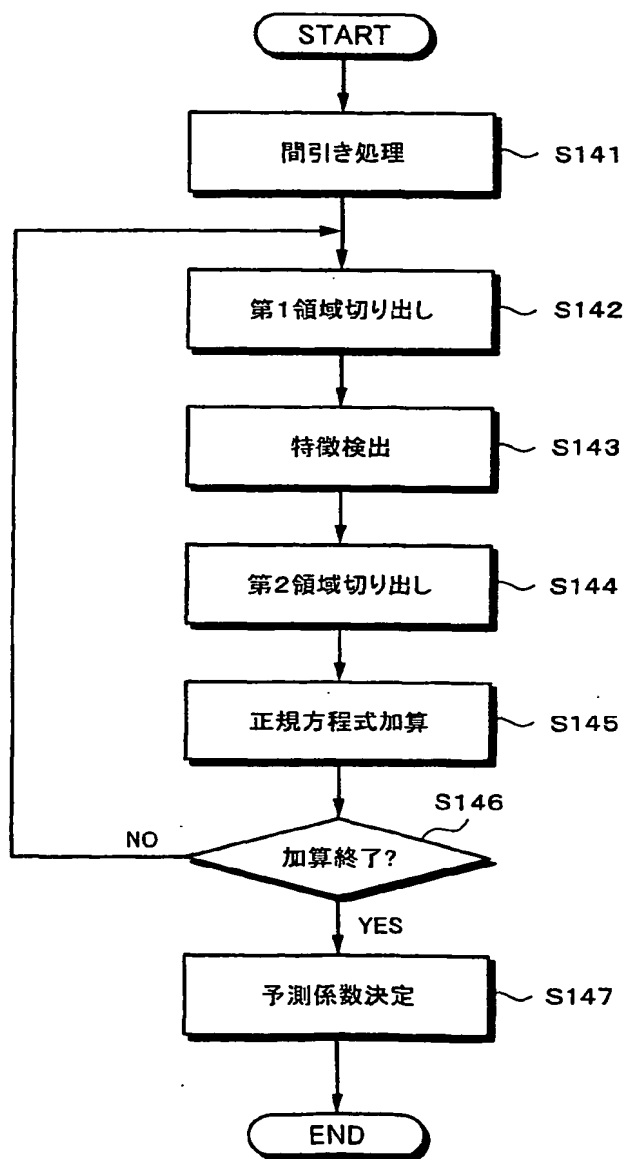 START
間引き処理
S141
第1領域切り出し
S142
特徴検出
S143
第2領域切り出し
S144
正規方程式加算
S145
S146
NO
加算終了?
YES
予測係数決定
S147
END